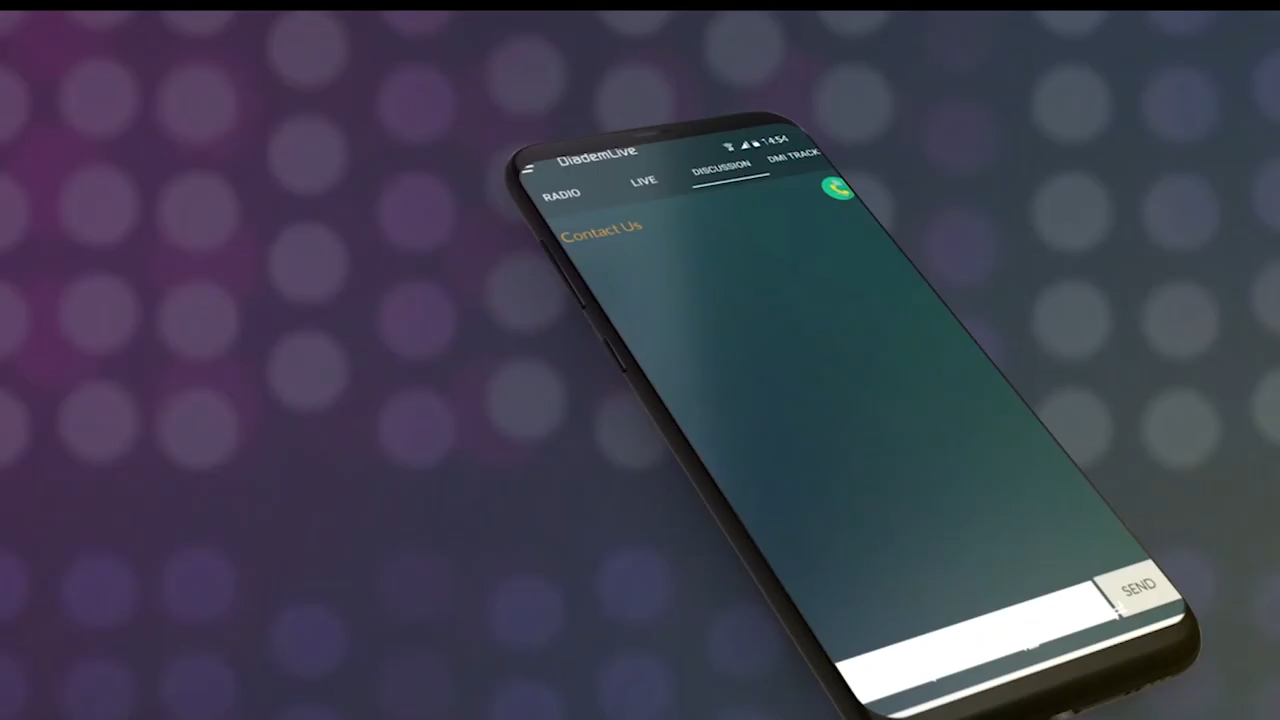 DiademLive
14:54
RADIO
LIVE
DISCUSSION
DMI TRACK
Contact Us
SEND